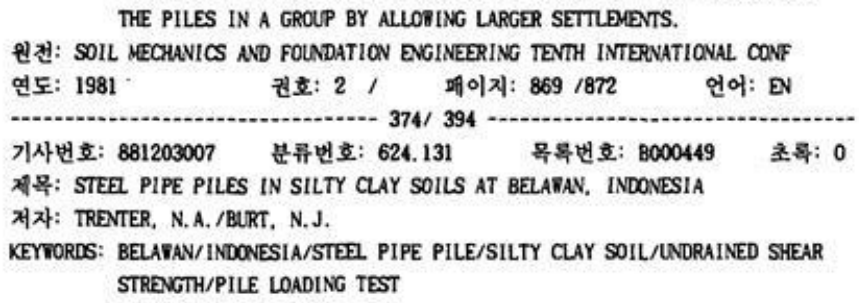 THE PILES IN A GROUP BY ALLOWING LARGER SETTLEMENTS.
원전: SOIL MECHANICS AND FOUNDATION ENGINEERING TENTH INTERNATIONAL CONF
연도: 1981 권호: 2 / 페이지: 869 /872 언어: EN
---------------------------------- 374/ 394 ----------------------------------
기사번호: 881203007 분류번호: 624.131 목록번호: B000449 초록: 0
제목: STEEL PIPE PILES IN SILTY CLAY SOILS AT BELAWAN, INDONESIA
저자: TRENTER, N.A./BURT, N.J.
KEYWORDS: BELAWAN/INDONESIA/STEEL PIPE PILE/SILTY CLAY SOIL/UNDRAINED SHEAR
STRENGTH/PILE LOADING TEST